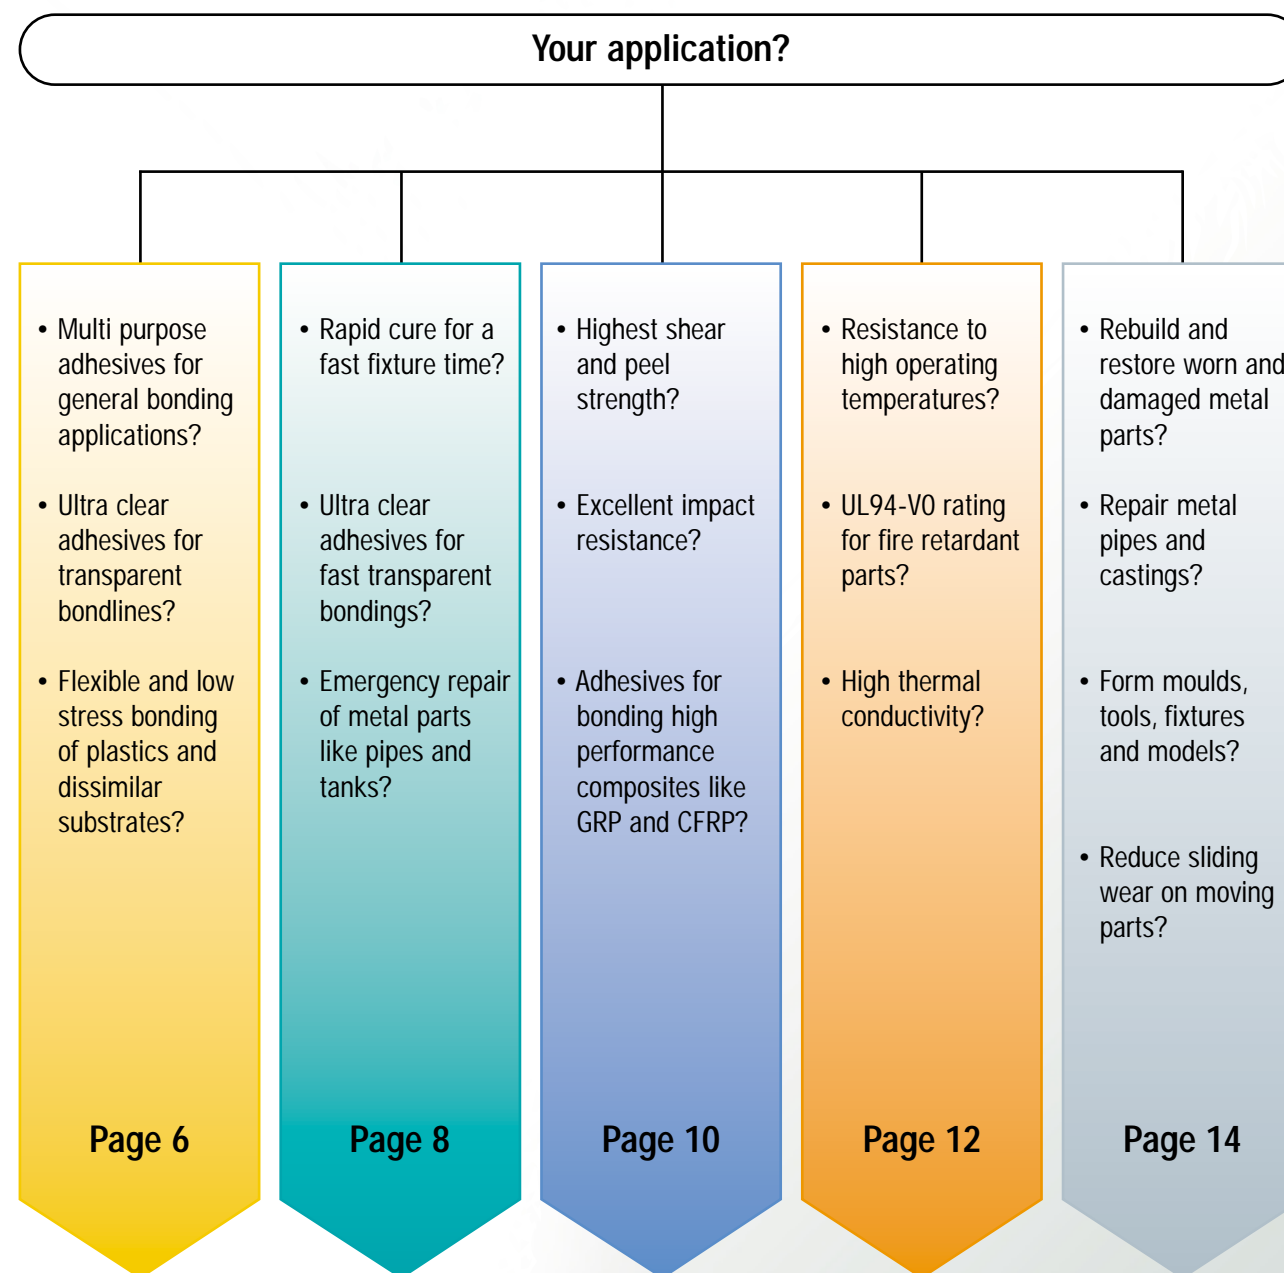 Your application?
• Multi purpose
adhesives for
general bonding
applications?
• Ultra clear
adhesives for
transparent
bondlines?
• Flexible and low
stress bonding
of plastics and
dissimilar
substrates?
Page 6
• Rapid cure for a
fast fixture time?
• Ultra clear
adhesives for
fast transparent
bondings?
• Emergency repair
of metal parts
like pipes and
tanks?
Page 8
• Highest shear
and peel
strength?
• Excellent impact
resistance?
• Adhesives for
bonding high
performance
composites like
GRP and CFRP?
Page 10
• Resistance to
high operating
temperatures?
• UL94-V0 rating
for fire retardant
parts?
• High thermal
conductivity?
Page 12
• Rebuild and
restore worn and
damaged metal
parts?
• Repair metal
pipes and
castings?
• Form moulds,
tools, fixtures
and models?
• Reduce sliding
wear on moving
parts?
Page 14